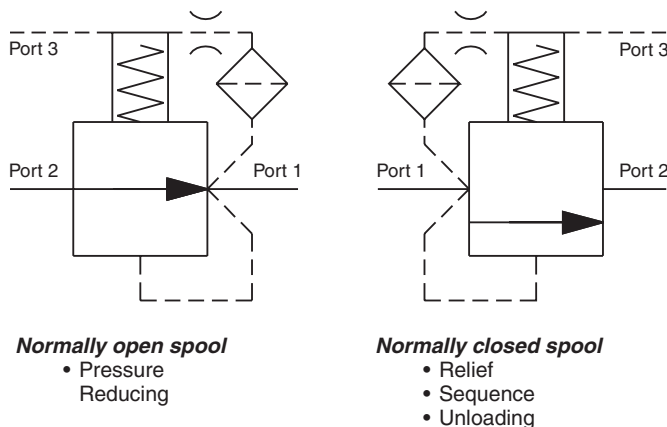 Port 3
Port 3
Port 2
Port 1
Port 1
Port 2
Normally open spool
• Pressure
Reducing
Normally closed spool
• Relief
• Sequence
• Unloading